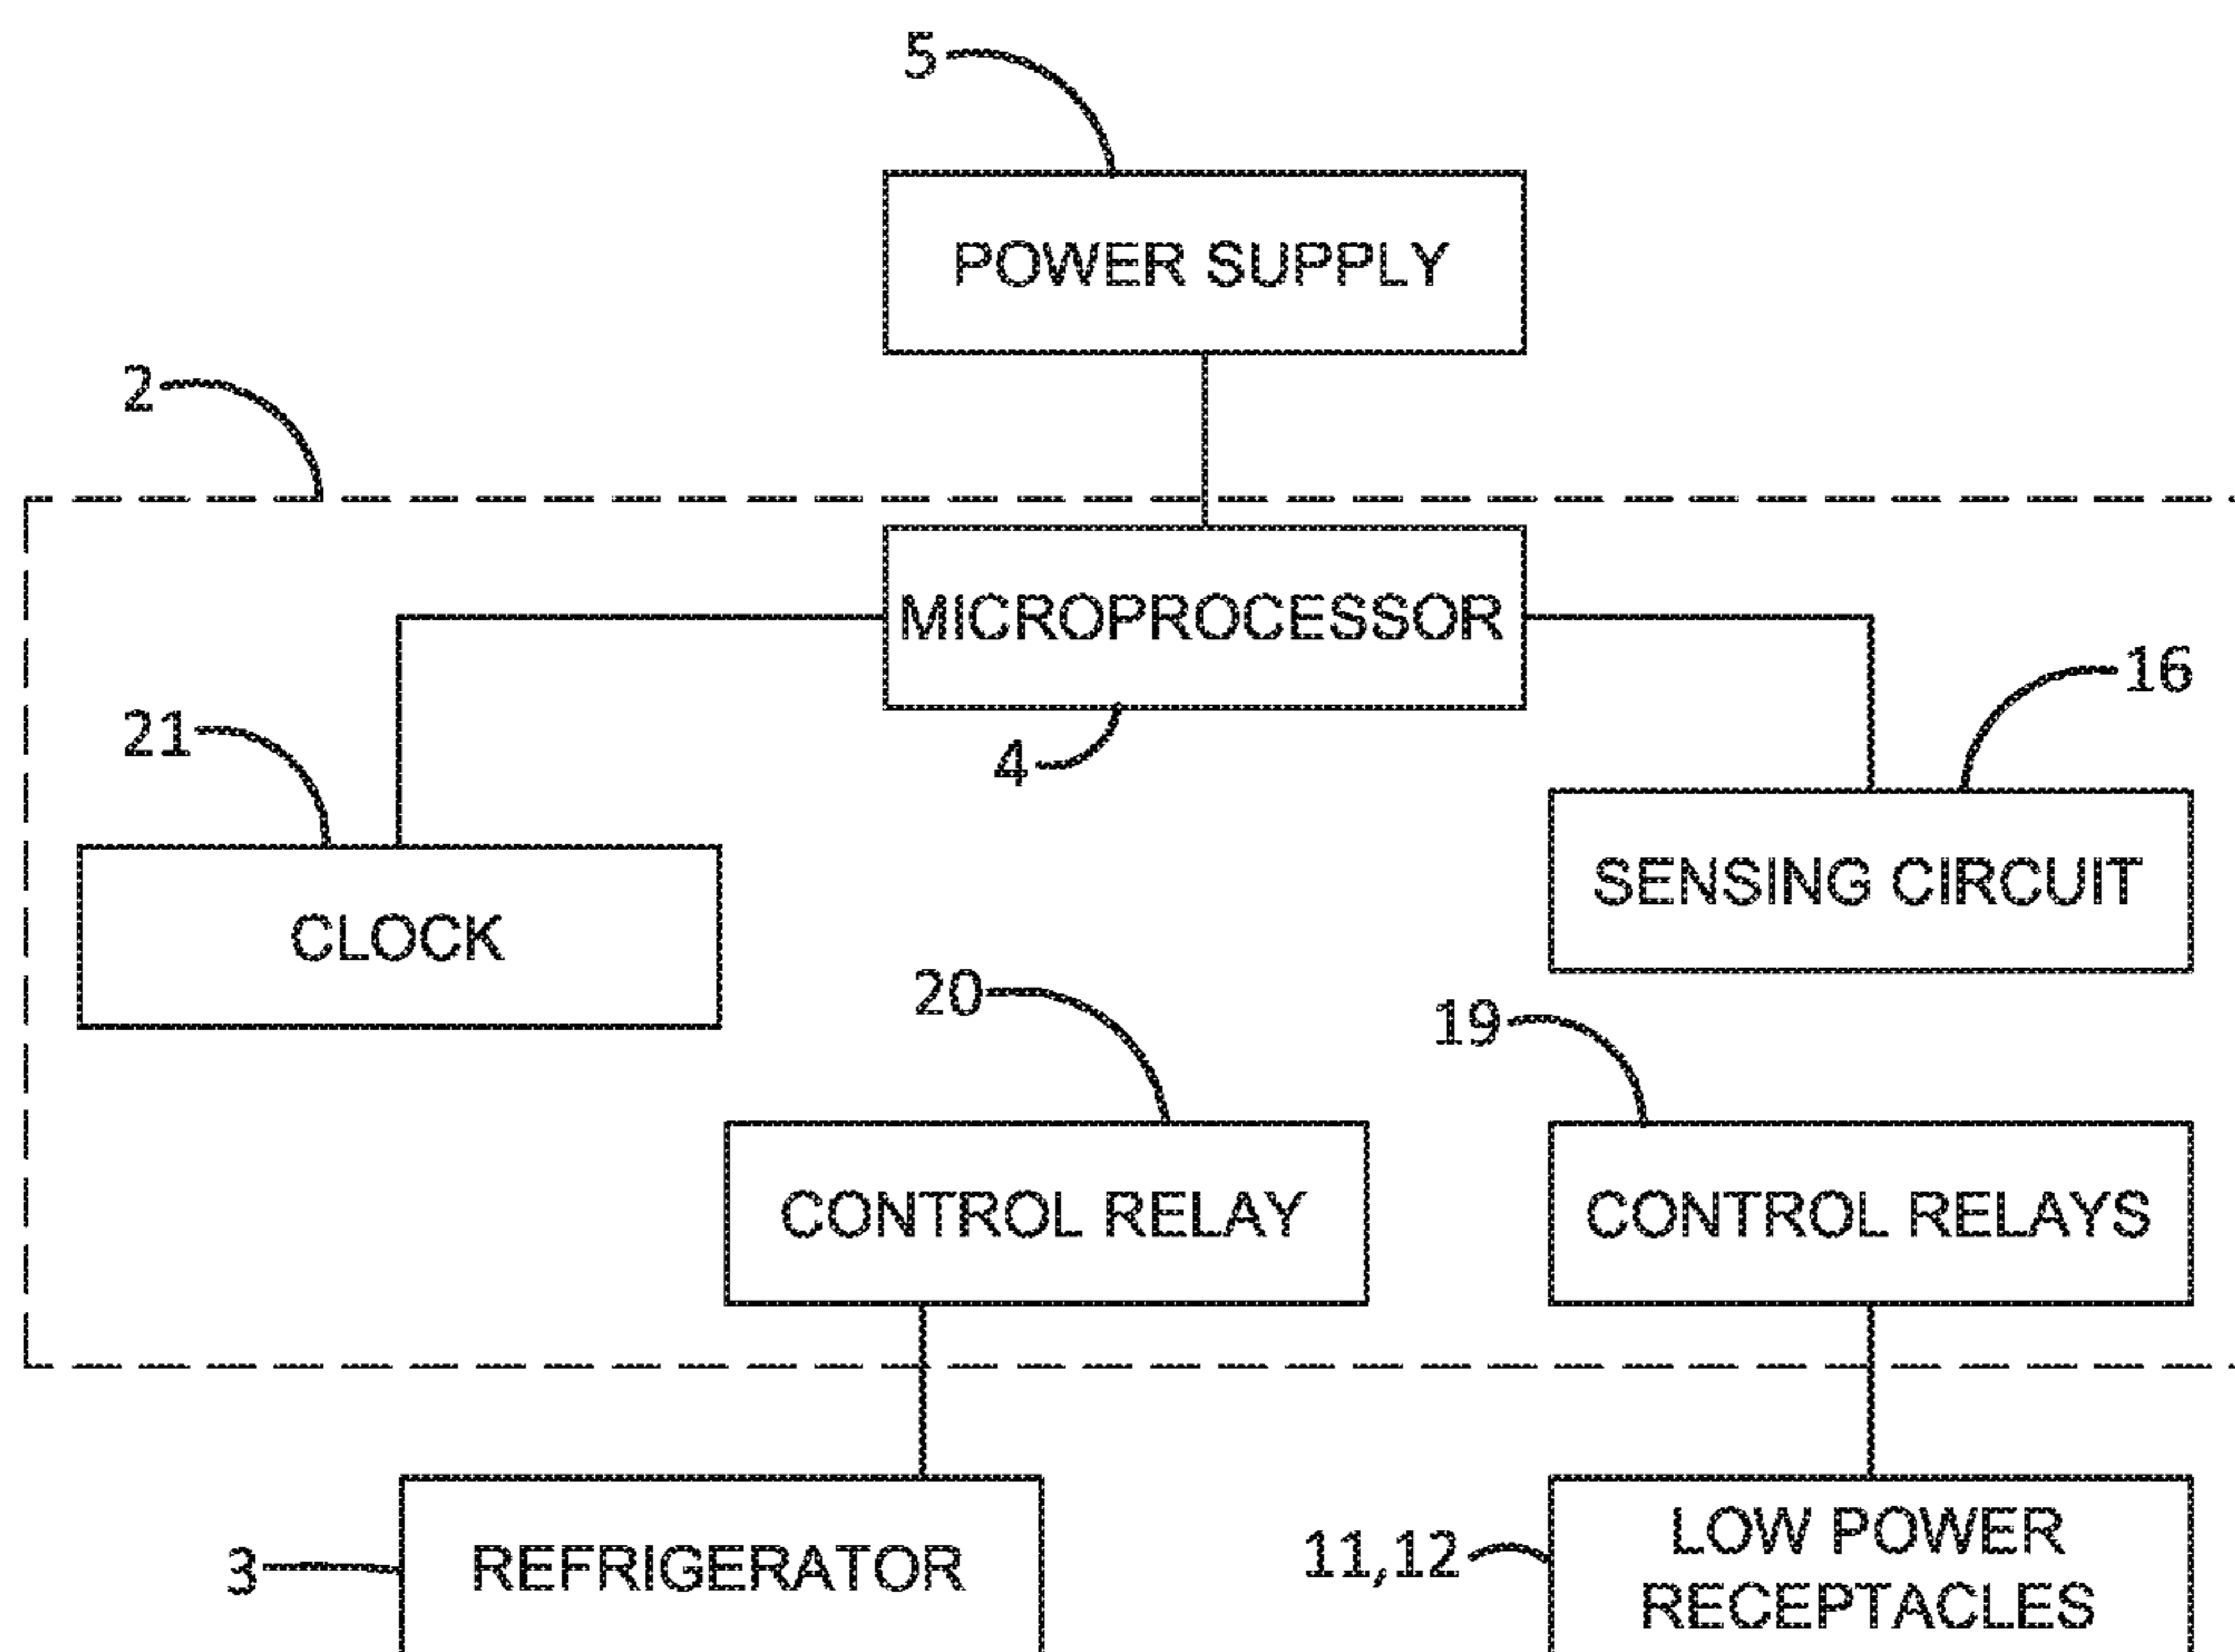 5
POWER SUPPLY
2
MICROPROCESSOR
16
21
4
SENSING CIRCUIT
CLOCK
20
19
CONTROL RELAY
CONTROL RELAYS
3
REFRIGERATOR
11,12
LOW POWER
RECEPTACLES